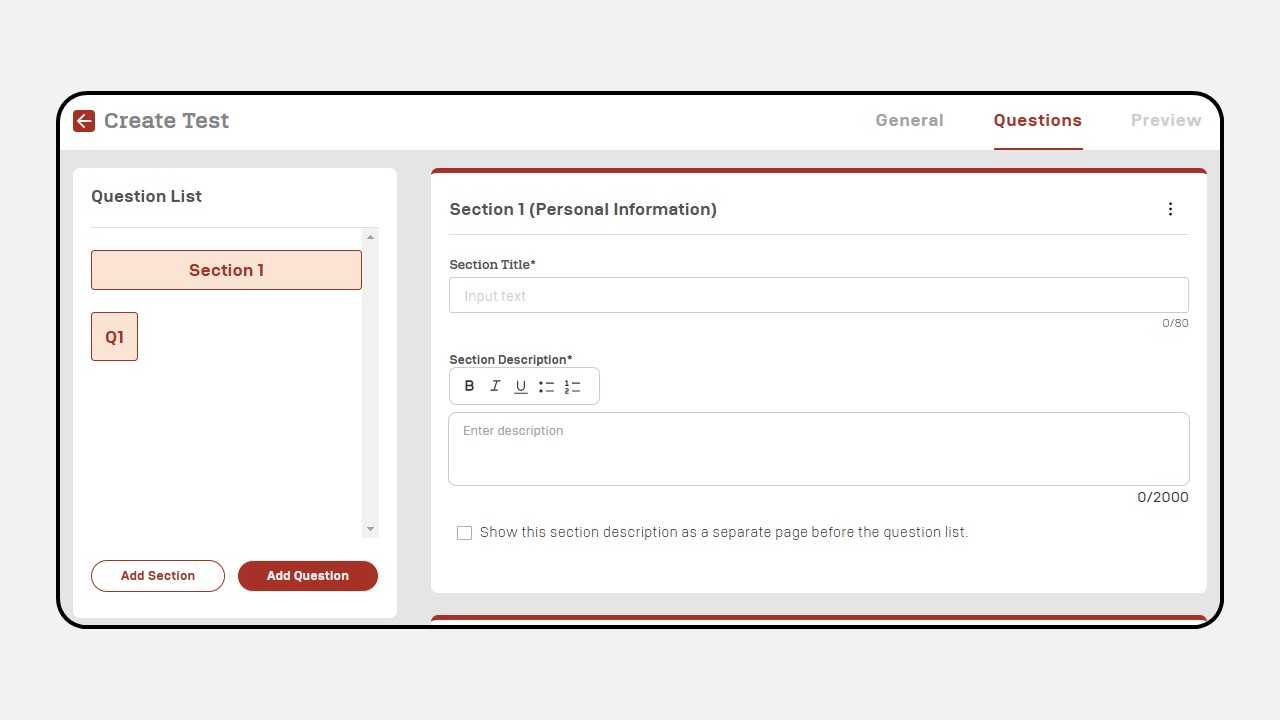 Create Test
General
Questions
Preview
Question List
Section 1
Q1
Add Section
Add Question
Section 1 (Personal Information)
Section Title*
Input text
0/80
Section Description*
B I U
Enter description
0/2000
Show this section description as a separate page before the question list.